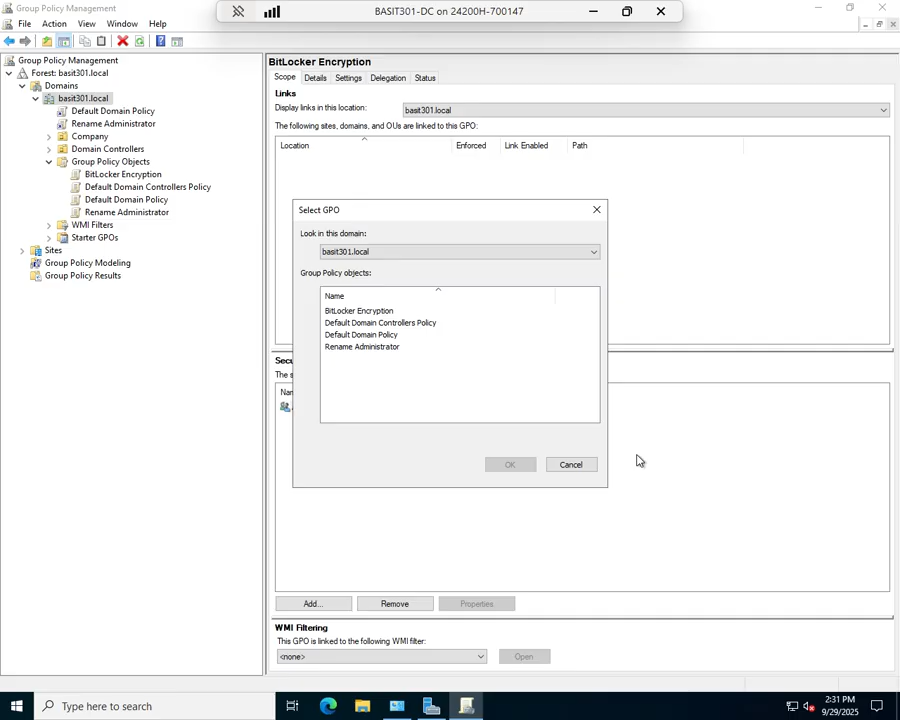 Group Policy Management
BASIT301-DC on 24200H-700147
File Action View Window Help
Group Policy Management
Forest: basit301.local
Domains
basit301.local
Default Domain Policy
Rename Administrator
Company
Domain Controllers
Group Policy Objects
BitLocker Encryption
Default Domain Controllers Policy
Default Domain Policy
Rename Administrator
WMI Filters
Starter GPOs
Sites
Group Policy Modeling
Group Policy Results
BitLocker Encryption
Scope Details Settings Delegation Status
Links
Display links in this location:
basit301.local
The following sites, domains, and OUs are linked to this GPO:
Location Enforced Link Enabled Path
Select GPO
Look in this domain:
basit301.local
Group Policy objects:
Name
BitLocker Encryption
Default Domain Controllers Policy
Default Domain Policy
Rename Administrator
OK Cancel
Secu
The s
Nar
Add... Remove Properties
WMI Filtering
This GPO is linked to the following WMI filter:
<none> Open
Type here to search
2:31 PM
9/29/2025